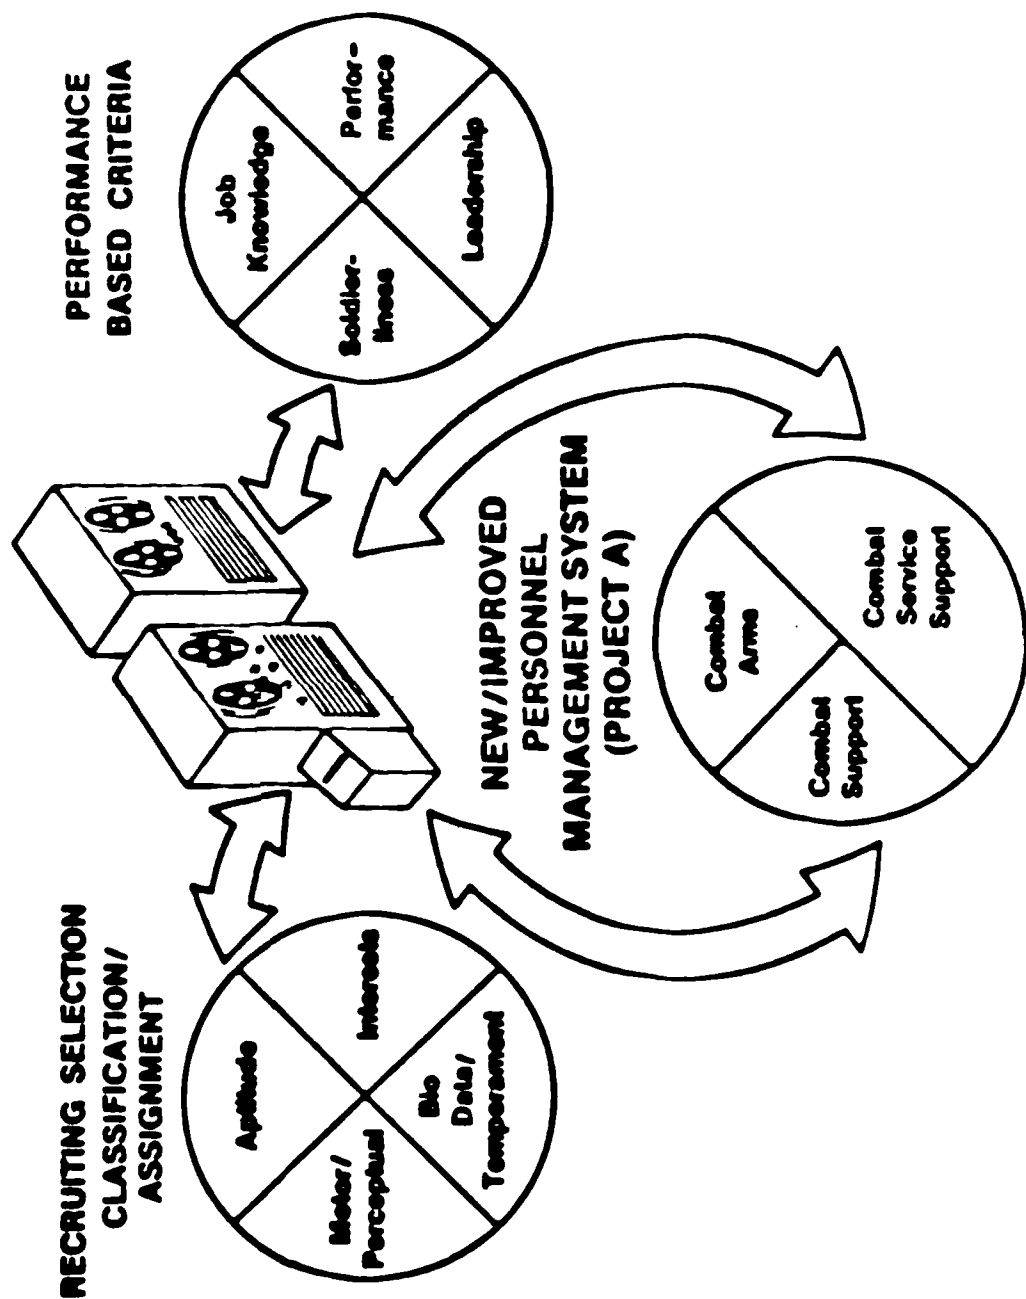 RECRUITING SELECTION
CLASSIFICATION/
ASSIGNMENT
Aptitude
Motor/
Perceptual
Interests
Bio
Data/
Temperament
PERFORMANCE
BASED CRITERIA
Job
Knowledge
Soldier-
liness
Perfor-
mance
Leadership
NEW/IMPROVED
PERSONNEL
MANAGEMENT SYSTEM
(PROJECT A)
Combat
Arms
Combat
Support
Combat
Service
Support